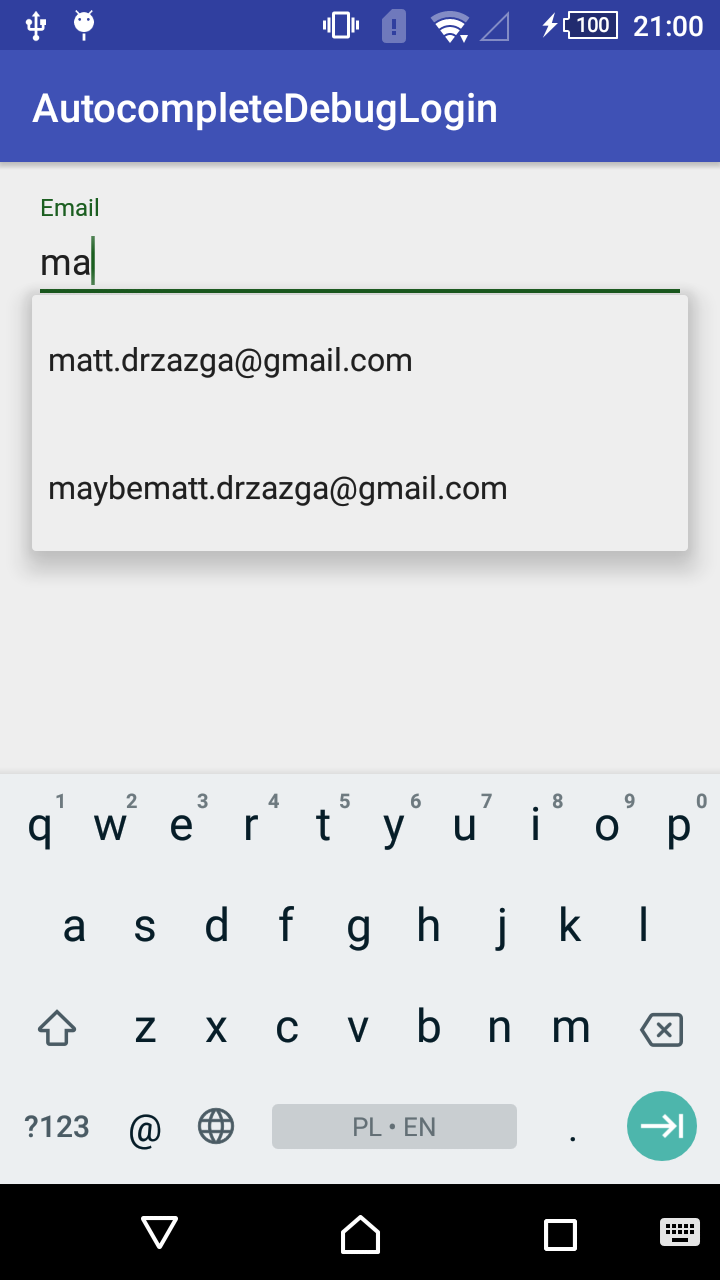 100 21:00
AutocompleteDebugLogin
Email
ma
matt.drzazga@gmail.com
maybematt.drzazga@gmail.com
1 2 3 4 5 6 7 8 9 0
q w e r t y u i o p
a s d f g h j k l
z x c v b n m
?123 @ PL • EN .